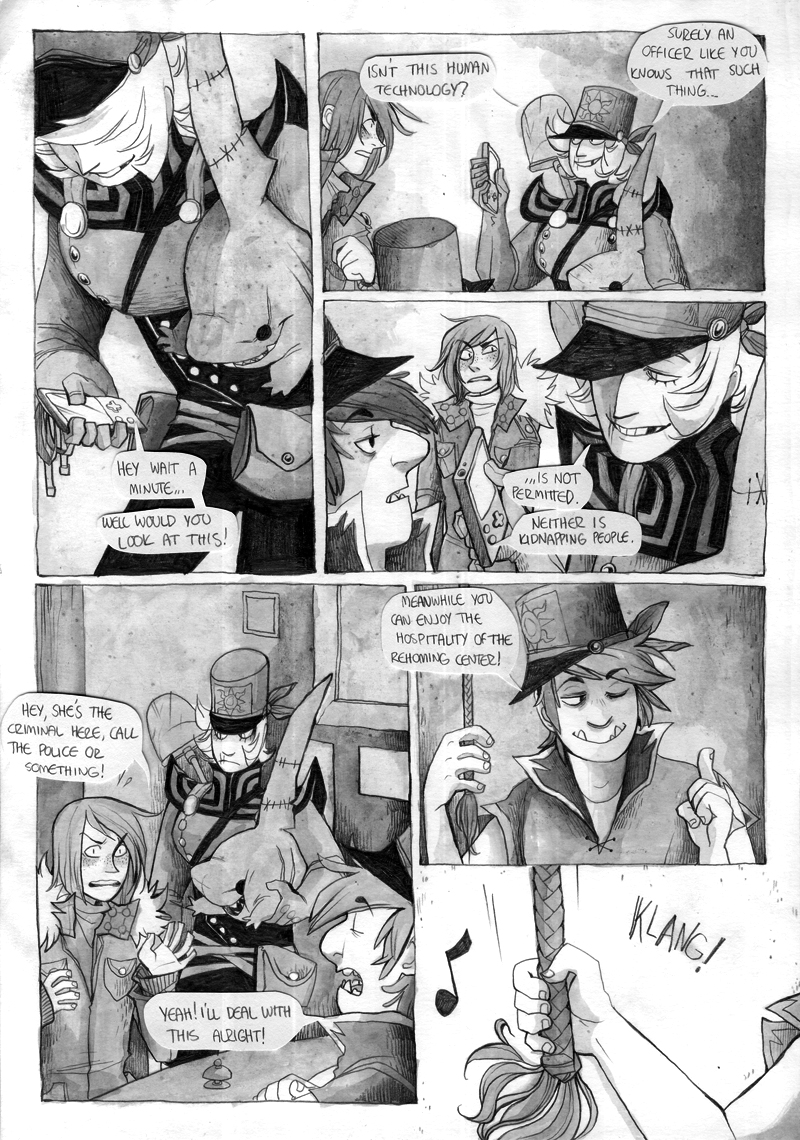 HEY WAIT A
MINUTE...
WELL WOULD YOU
LOOK AT THIS!
ISN'T THIS HUMAN
TECHNOLOGY?
SURELY AN
OFFICER LIKE YOU
KNOWS THAT SUCH
THING...
...IS NOT
PERMITTED.
NEITHER IS
KIDNAPPING PEOPLE.
HEY, SHE'S THE
CRIMINAL HERE, CALL
THE POLICE OR
SOMETHING!
YEAH! I'LL DEAL WITH
THIS ALRIGHT!
MEANWHILE YOU
CAN ENJOY THE
HOSPITALITY OF THE
REHOMING CENTER!
KLANG!